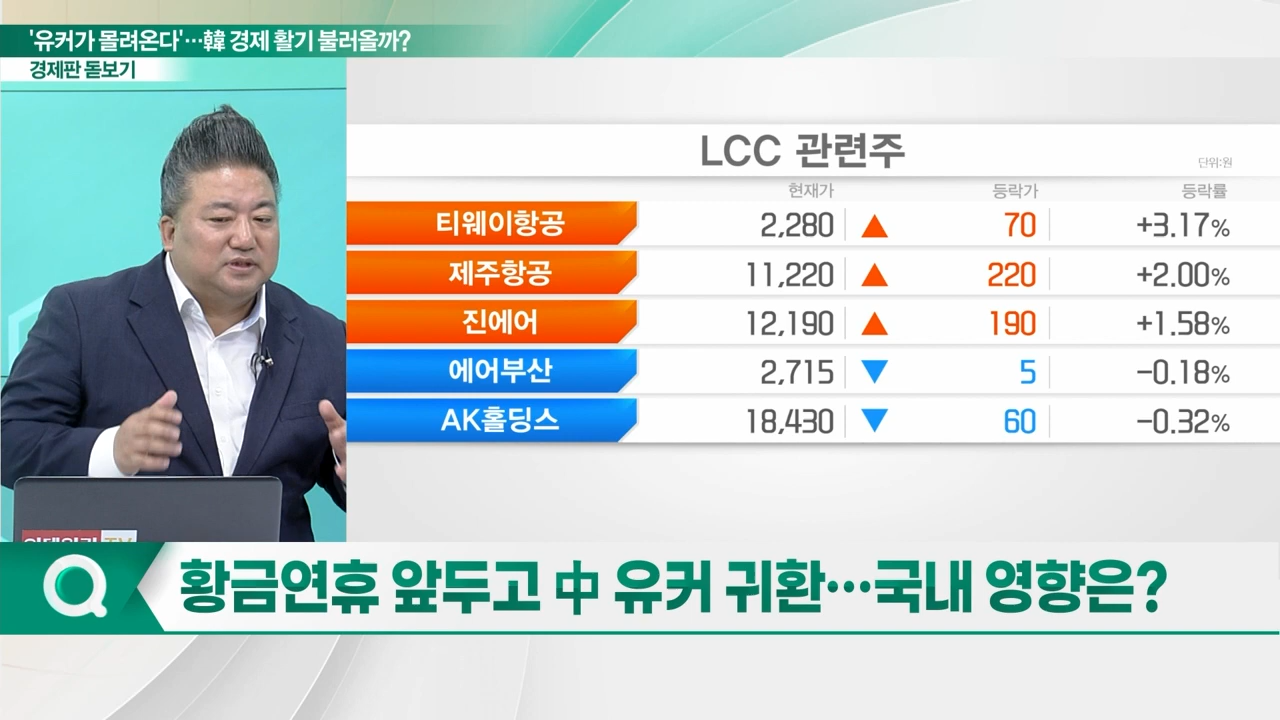 '유커가 몰려온다'…韓 경제 활기 불러올까?
경제판 돋보기
LCC 관련주
단위:원
현재가 등락가 등락률
티웨이항공 2,280 ▲ 70 +3.17%
제주항공 11,220 ▲ 220 +2.00%
진에어 12,190 ▲ 190 +1.58%
에어부산 2,715 ▼ 5 -0.18%
AK홀딩스 18,430 ▼ 60 -0.32%
TV
황금연휴 앞두고 中 유커 귀환…국내 영향은?